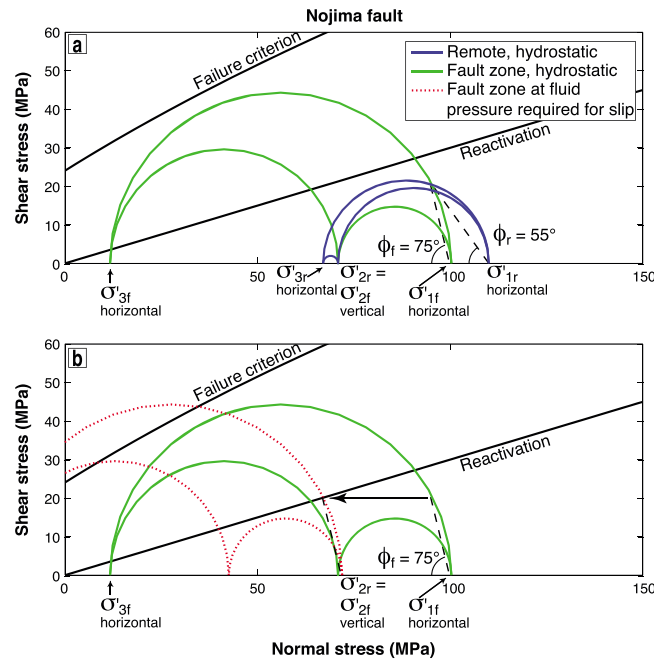 Nojima fault
a
60
50
40
30
20
10
0
Shear stress (MPa)
Failure criterion
Remote, hydrostatic
Fault zone, hydrostatic
Fault zone at fluid
pressure required for slip
Reactivation
ϕf = 75°
ϕr = 55°
0
50
100
150
σ'3f
horizontal
σ'3r
horizontal
σ'2r =
σ'2f
vertical
σ'1f
horizontal
σ'1r
horizontal
b
60
50
40
30
20
10
0
Shear stress (MPa)
Failure criterion
Reactivation
ϕf = 75°
0
50
100
150
σ'3f
horizontal
σ'2r =
σ'2f
vertical
σ'1f
horizontal
Normal stress (MPa)